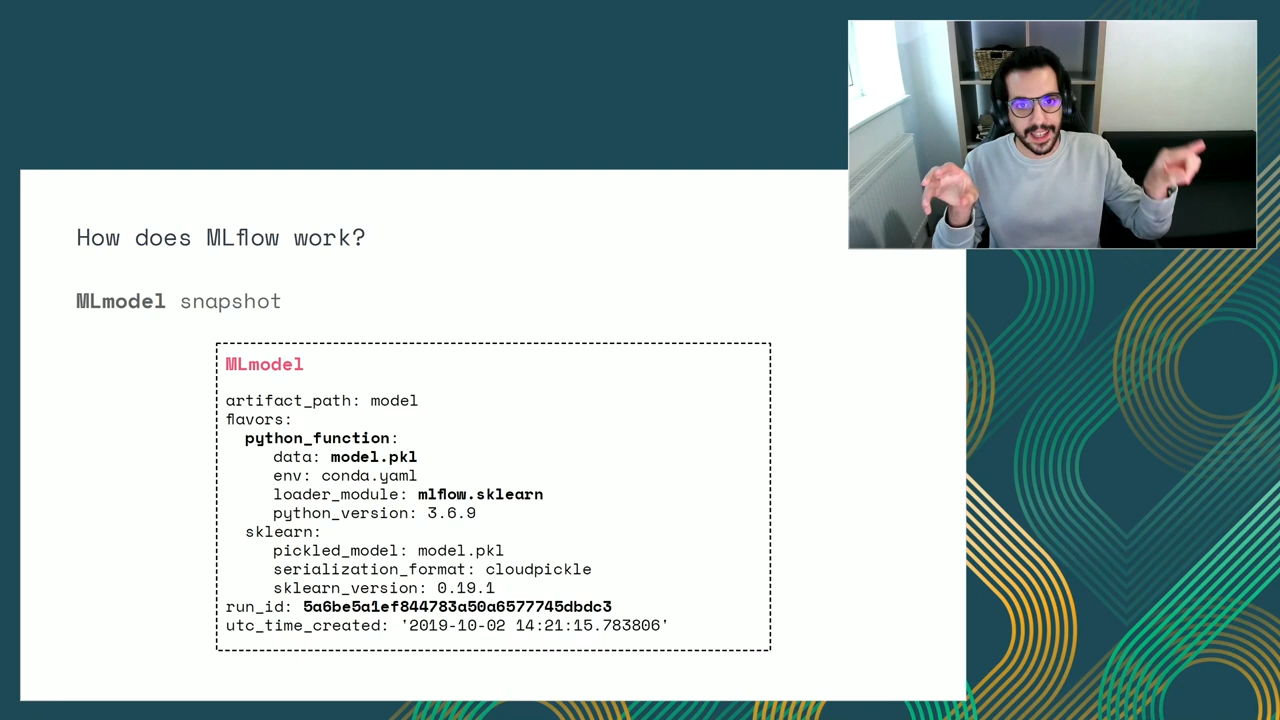 How does MLflow work?
MLmodel snapshot
MLmodel
artifact_path: model
flavors:
python_function:
data: model.pkl
env: conda.yaml
loader_module: mlflow.sklearn
python_version: 3.6.9
sklearn:
pickled_model: model.pkl
serialization_format: cloudpickle
sklearn_version: 0.19.1
run_id: 5a6be5a1ef844783a50a6577745dbdc3
utc_time_created: '2019-10-02 14:21:15.783806'